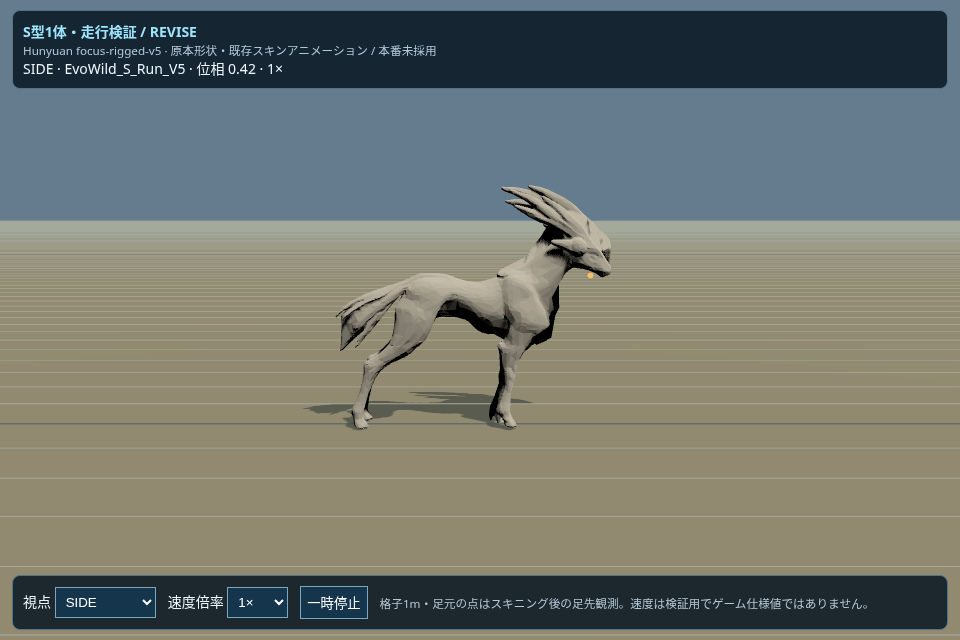 S型1体・走行検証 / REVISE
Hunyuan focus-rigged-v5 · 原本形状・既存スキンアニメーション / 本番未採用
SIDE · EvoWild_S_Run_V5 · 位相 0.42 · 1×
視点 SIDE 速度倍率 1× 一時停止 格子1m・足元の点はスキニング後の足先観測。速度は検証用でゲーム仕様値ではありません。